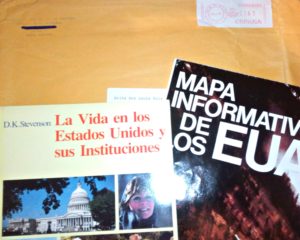 D.K. Stevenson
La Vida en los
Estados Unidos y
sus Instituciones
MAPA
INFORMATIV
DE
OS EUA